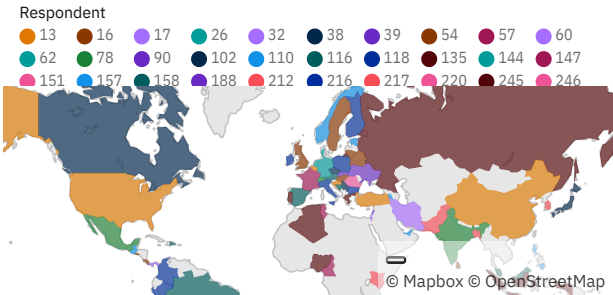 Respondent
13 16 17 26 32 38 39 54 57 60
62 78 90 102 110 116 118 135 144 147
151 157 158 188 212 216 217 220 245 246
© Mapbox © OpenStreetMap